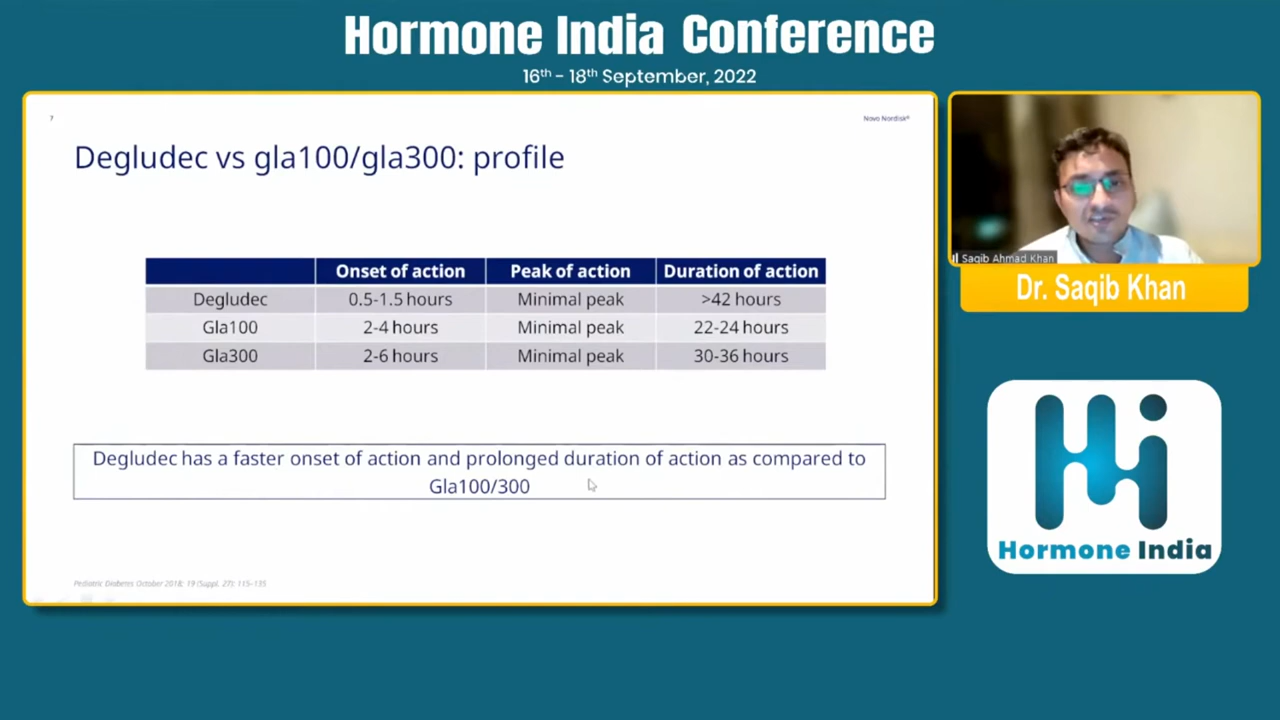 Hormone India Conference
16th - 18th September, 2022
7
Novo Nordisk®
Degludec vs gla100/gla300: profile
Onset of action Peak of action Duration of action
Degludec 0.5-1.5 hours Minimal peak >42 hours
Gla100 2-4 hours Minimal peak 22-24 hours
Gla300 2-6 hours Minimal peak 30-36 hours
Degludec has a faster onset of action and prolonged duration of action as compared to
Gla100/300
Pediatric Diabetes October 2018; 19 (Suppl. 27): 115–135
Saqib Ahmad Khan
Dr. Saqib Khan
Hormone India